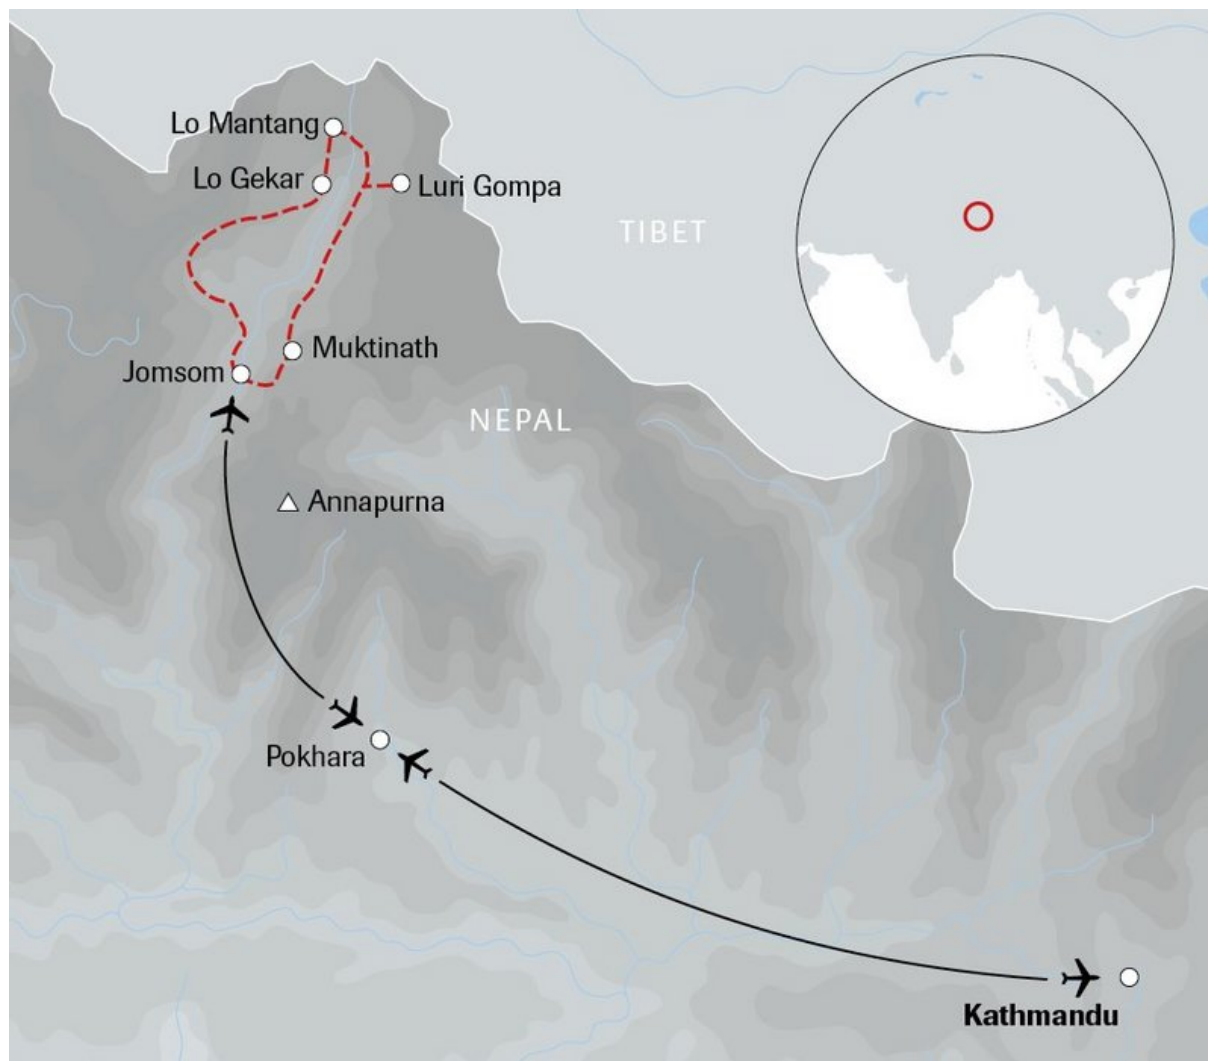 Lo Mantang
Lo Gekar
Luri Gompa
TIBET
Muktinath
Jomsom
NEPAL
Annapurna
Pokhara
Kathmandu